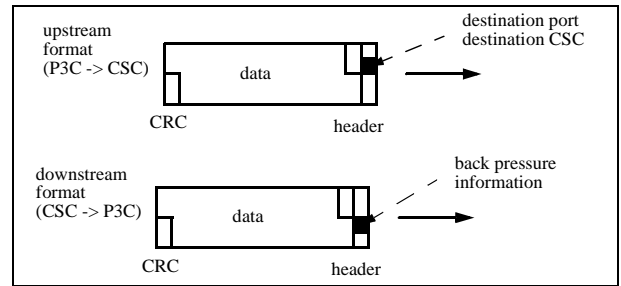 upstream
format
(P3C -> CSC)
data
destination port
destination CSC
CRC
header
downstream
format
(CSC -> P3C)
data
back pressure
information
CRC
header